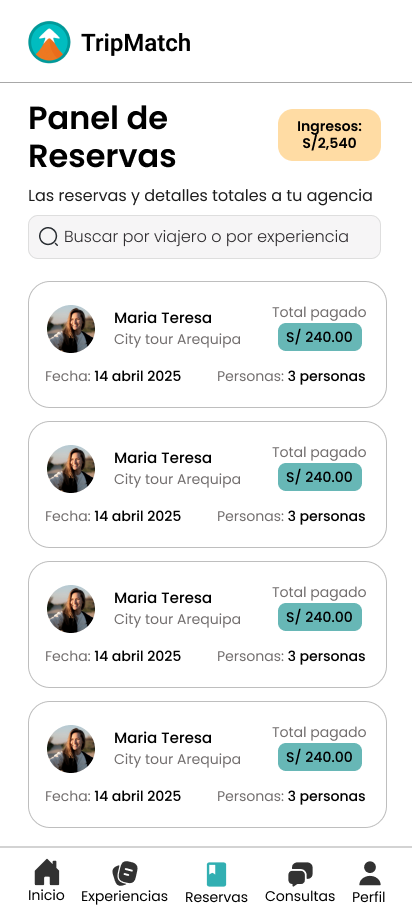 TripMatch
Panel de
Reservas
Ingresos:
S/2,540
Las reservas y detalles totales a tu agencia
Buscar por viajero o por experiencia
Maria Teresa
City tour Arequipa
Total pagado
S/ 240.00
Fecha: 14 abril 2025 Personas: 3 personas
Maria Teresa
City tour Arequipa
Total pagado
S/ 240.00
Fecha: 14 abril 2025 Personas: 3 personas
Maria Teresa
City tour Arequipa
Total pagado
S/ 240.00
Fecha: 14 abril 2025 Personas: 3 personas
Maria Teresa
City tour Arequipa
Total pagado
S/ 240.00
Fecha: 14 abril 2025 Personas: 3 personas
Inicio Experiencias Reservas Consultas Perfil